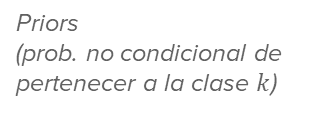 Priors
(prob. no condicional de
pertenecer a la clase k)